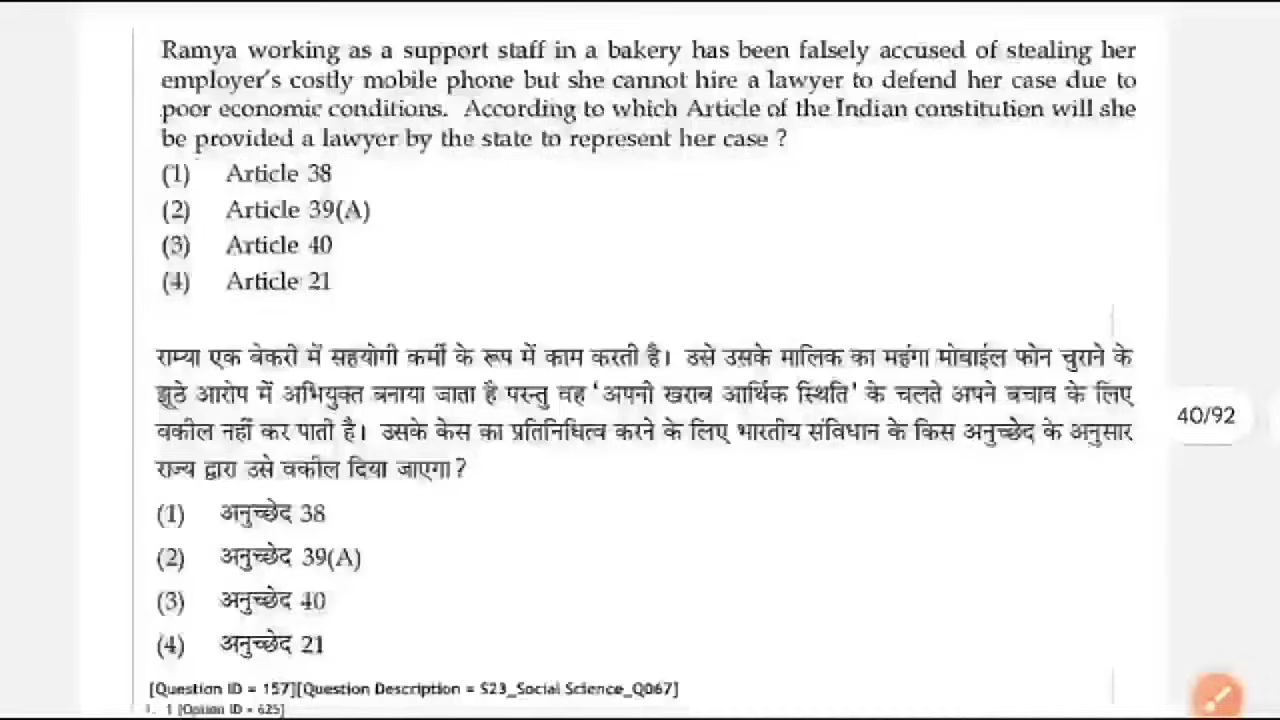 Ramya working as a support staff in a bakery has been falsely accused of stealing her
employer's costly mobile phone but she cannot hire a lawyer to defend her case due to
poor economic conditions. According to which Article of the Indian constitution will she
be provided a lawyer by the state to represent her case ?
(1) Article 38
(2) Article 39(A)
(3) Article 40
(4) Article 21
राम्या एक बेकरी में सहयोगी कर्मी के रूप में काम करती है। उसे उसके मालिक का महंगा मोबाईल फोन चुराने के
झूठे आरोप में अभियुक्त बनाया जाता है परन्तु वह 'अपनी खराब आर्थिक स्थिति' के चलते अपने बचाव के लिए
वकील नहीं कर पाती है। उसके केस का प्रतिनिधित्व करने के लिए भारतीय संविधान के किस अनुच्छेद के अनुसार
40/92
राज्य द्वारा उसे वकील दिया जाएगा ?
(1) अनुच्छेद 38
(2) अनुच्छेद 39(A)
(3) अनुच्छेद 40
(4) अनुच्छेद 21
[Question ID = 157][Question Description = S23_Social Science_Q067]
1. 1 [Option ID = 625]